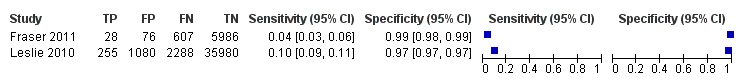 Study TP FP FN TN Sensitivity (95% CI) Specificity (95% CI) Sensitivity (95% CI) Specificity (95% CI)
Fraser 2011 28 76 607 5986 0.04 [0.03, 0.06] 0.99 [0.98, 0.99]
Leslie 2010 255 1080 2288 35980 0.10 [0.09, 0.11] 0.97 [0.97, 0.97]
0 0.2 0.4 0.6 0.8 1 0 0.2 0.4 0.6 0.8 1